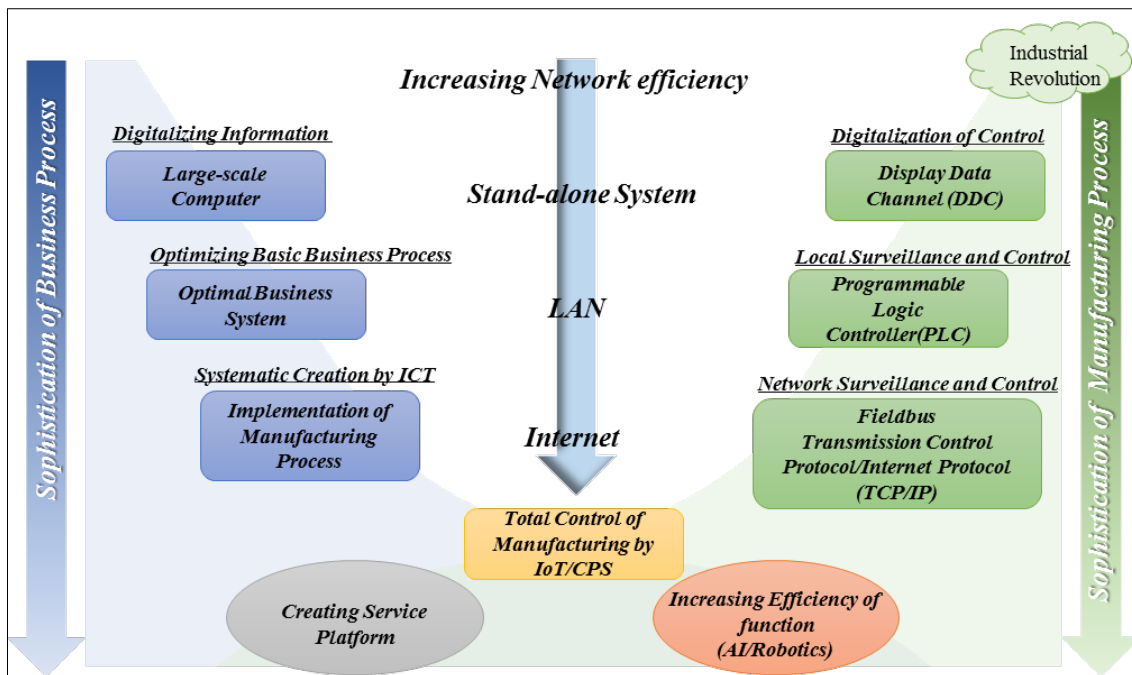 Sophistication of Business Process
Increasing Network efficiency
Industrial
Revolution
Digitalizing Information
Large-scale
Computer
Stand-alone System
Digitalization of Control
Display Data
Channel (DDC)
Optimizing Basic Business Process
Optimal Business
System
LAN
Local Surveillance and Control
Programmable
Logic
Controller(PLC)
Systematic Creation by ICT
Implementation of
Manufacturing
Process
Internet
Network Surveillance and Control
Fieldbus
Transmission Control
Protocol/Internet Protocol
(TCP/IP)
Total Control of
Manufacturing by
IoT/CPS
Creating Service
Platform
Increasing Efficiency of
function
(AI/Robotics)
Sophistication of Manufacturing Process